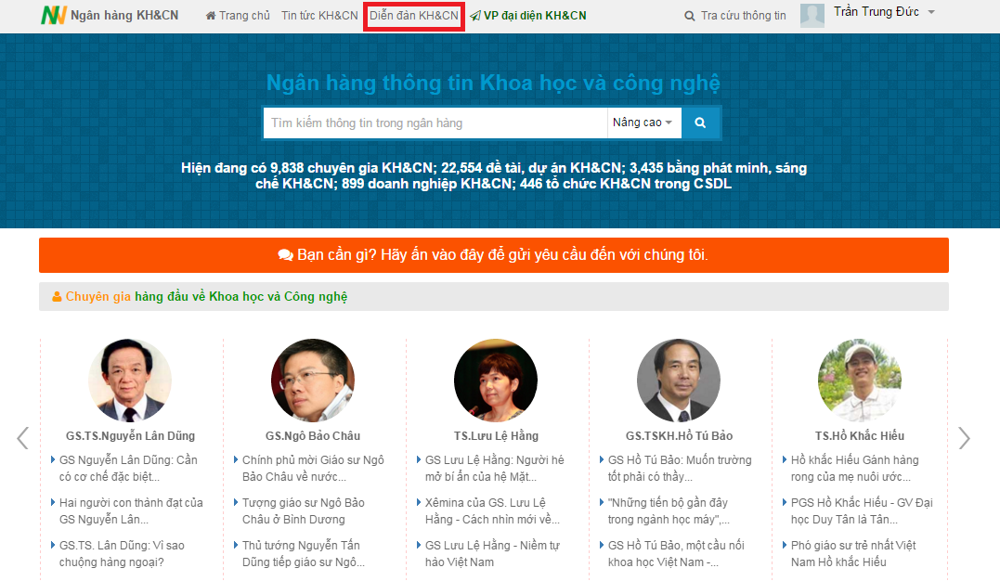 NV Ngân hàng KH&CN Trang chủ Tin tức KH&CN Diễn đàn KH&CN VP đại diện KH&CN Tra cứu thông tin Trần Trung Đức
Ngân hàng thông tin Khoa học và công nghệ
Tìm kiếm thông tin trong ngân hàng Nâng cao
Hiện đang có 9,838 chuyên gia KH&CN; 22,554 đề tài, dự án KH&CN; 3,435 bằng phát minh, sáng
chế KH&CN; 899 doanh nghiệp KH&CN; 446 tổ chức KH&CN trong CSDL
Bạn cần gì? Hãy ấn vào đây để gửi yêu cầu đến với chúng tôi.
Chuyên gia hàng đầu về Khoa học và Công nghệ
GS.TS.Nguyễn Lân Dũng
GS Nguyễn Lân Dũng: Cần
có cơ chế đặc biệt...
Hai người con thành đạt của
GS Nguyễn Lân...
GS.TS. Lân Dũng: Vì sao
chuộng hàng ngoại?
GS.Ngô Bảo Châu
Chính phủ mời Giáo sư Ngô
Bảo Châu về nước...
Tượng giáo sư Ngô Bảo
Châu ở Bình Dương
Thủ tướng Nguyễn Tấn
Dũng tiếp giáo sư Ngô...
TS.Lưu Lệ Hằng
GS Lưu Lệ Hằng: Người hé
mở bí ẩn của hệ Mặt...
Xêmina của GS. Lưu Lệ
Hằng - Cách nhìn mới về...
GS Lưu Lệ Hằng - Niềm tự
hào Việt Nam
GS.TSKH.Hồ Tú Bảo
GS Hồ Tú Bảo: Muốn trường
tốt phải có thầy...
"Những tiến bộ gần đây
trong ngành học máy",...
GS Hồ Tú Bảo, một cầu nối
khoa học Việt Nam -...
TS.Hồ Khắc Hiếu
Hồ khắc Hiếu Gánh hàng
rong của mẹ nuôi ước...
PGS Hồ Khắc Hiếu - GV Đại
học Duy Tân là Tân...
Phó giáo sư trẻ nhất Việt
Nam Hồ khắc Hiếu